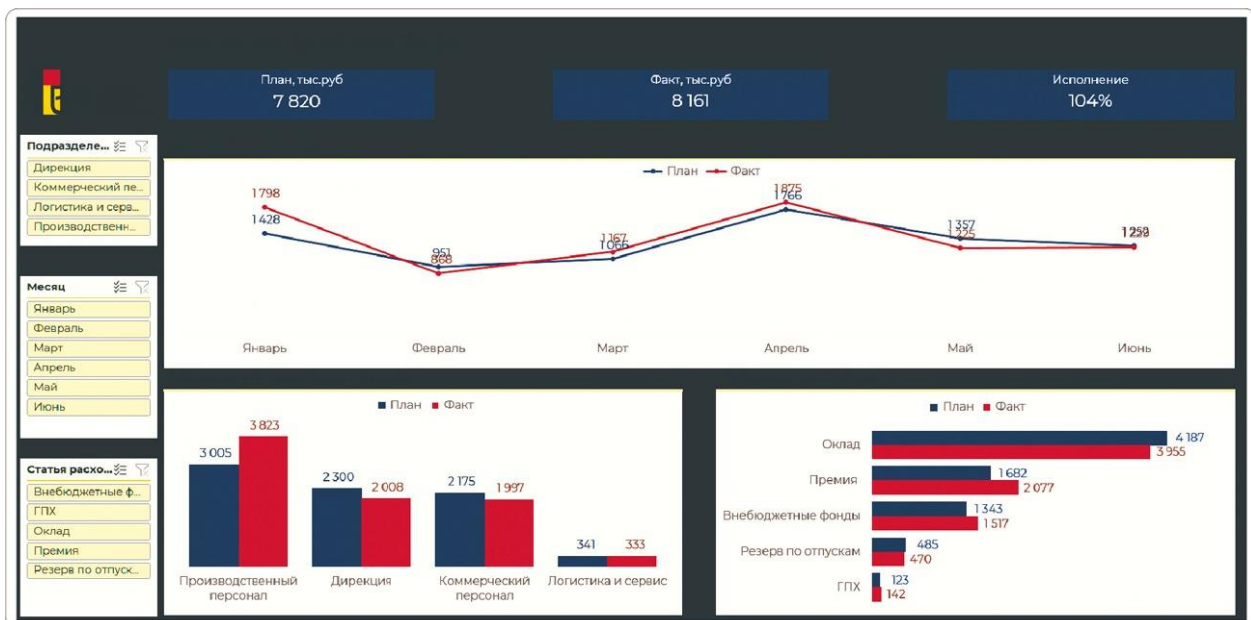 План, тыс.руб
7 820
Факт, тыс.руб
8 161
Исполнение
104%
Подразделе...
Дирекция
Коммерческий пе...
Логистика и серв...
Производственн...
Месяц
Январь
Февраль
Март
Апрель
Май
Июнь
Статья расхо...
Внебюджетные ф...
ГПХ
Оклад
Премия
Резерв по отпуск...
План Факт
1 798
1 428
951
868
1 167
1 066
1 875
1 766
1 357
1 225
Январь Февраль Март Апрель Май Июнь
План Факт
3 005 3 823
2 300 2 008
2 175 1 997
341 333
Производственный персонал
Дирекция
Коммерческий персонал
Логистика и сервис
План Факт
Оклад 4 187
3 955
Премия 1 682
2 077
Внебюджетные фонды 1 343
1 517
Резерв по отпускам 485
470
ГПХ 123
142